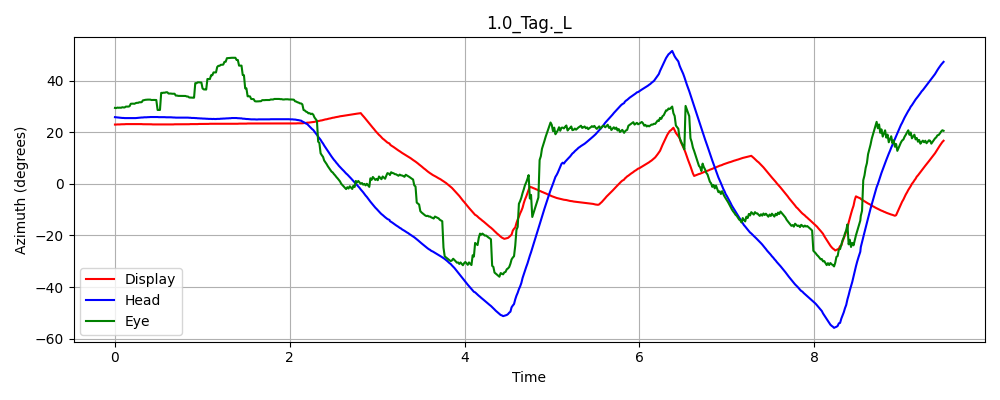 1.0_Tag._L
Azimuth (degrees)
40
20
0
−20
−40
−60
Display
Head
Eye
0 2 4 6 8
Time